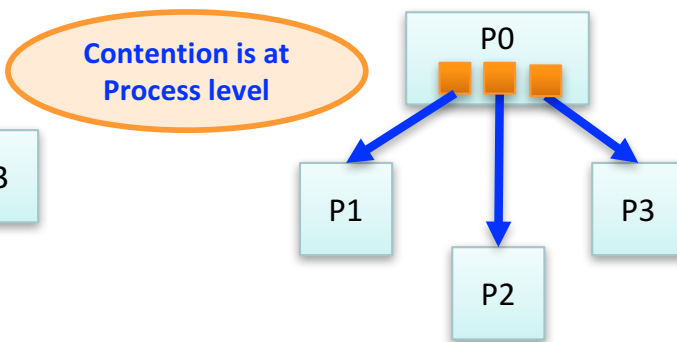 Contention is at
Process level
P0
P1
P3
P2